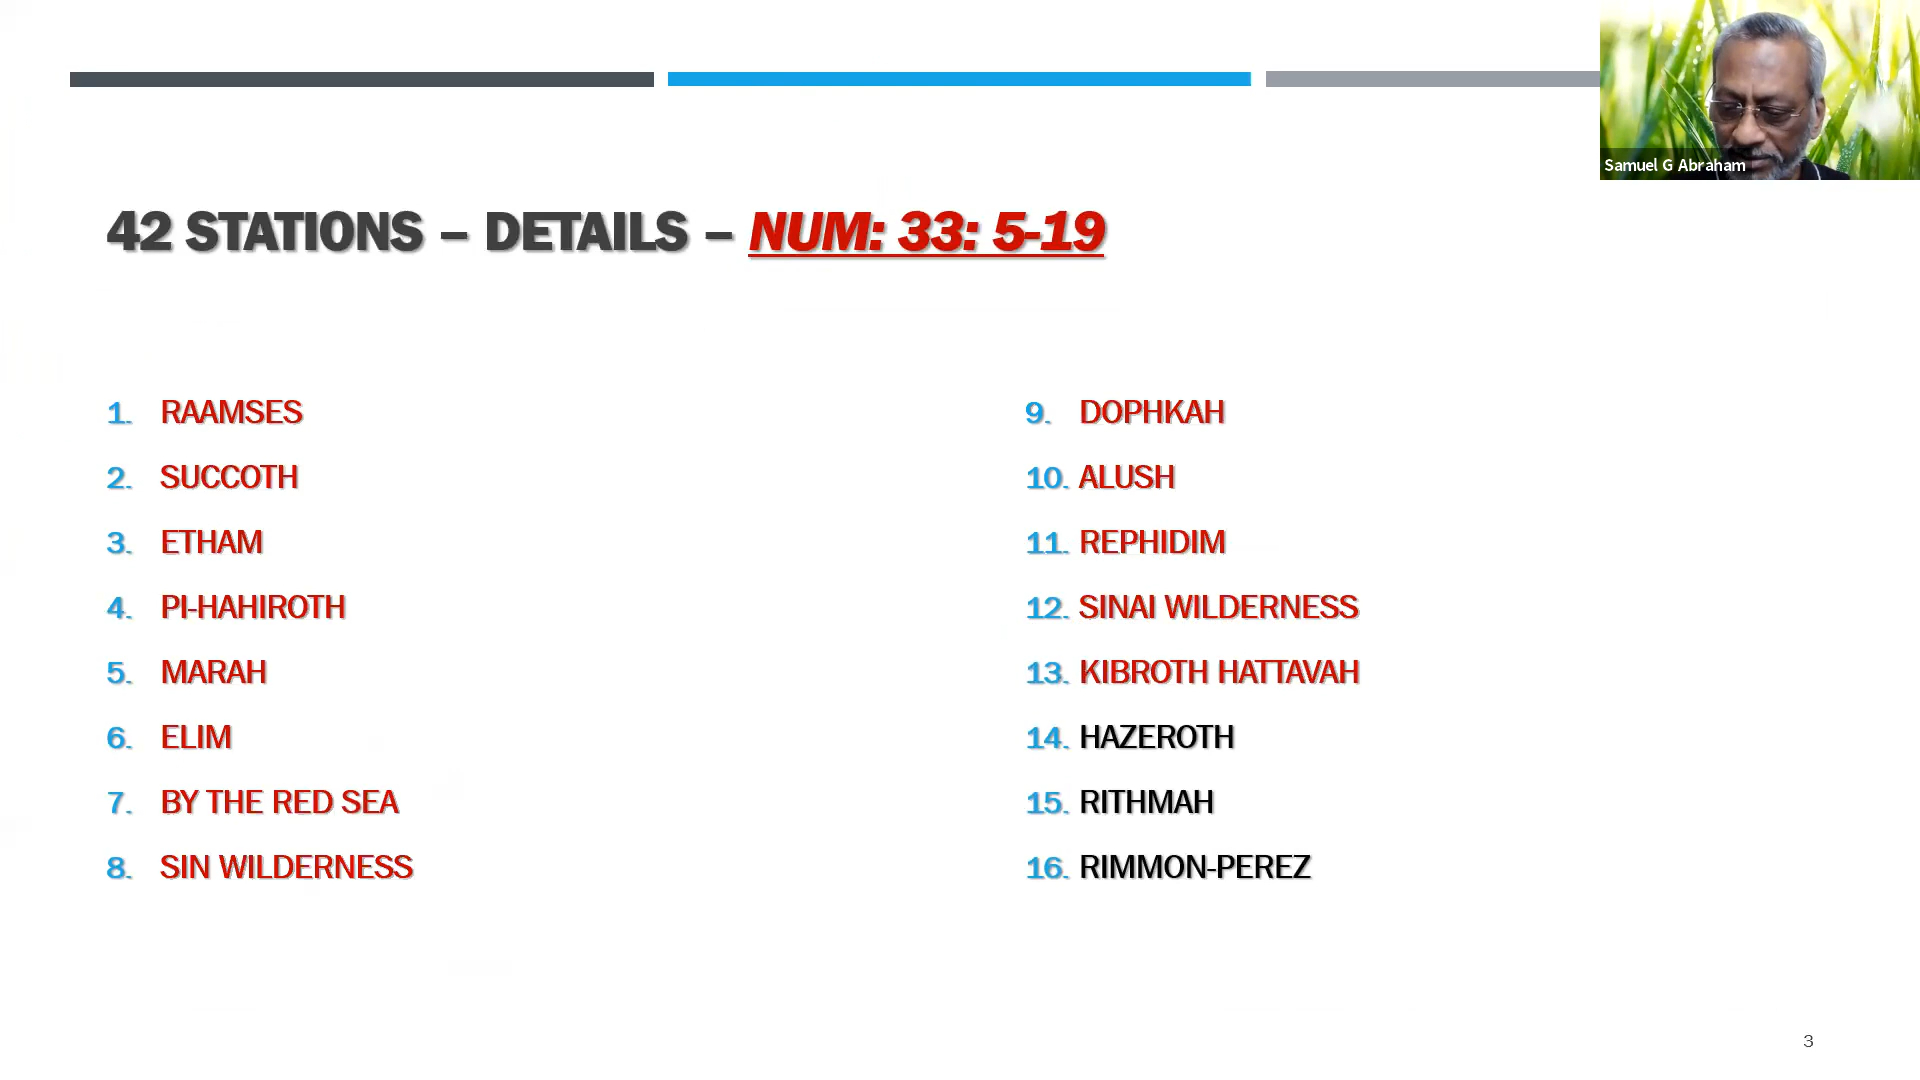 Samuel G Abraham
42 STATIONS – DETAILS – NUM: 33: 5-19
1. RAAMSES
2. SUCCOTH
3. ETHAM
4. PI-HAHIROTH
5. MARAH
6. ELIM
7. BY THE RED SEA
8. SIN WILDERNESS
9. DOPHKAH
10. ALUSH
11. REPHIDIM
12. SINAI WILDERNESS
13. KIBROTH HATTAVAH
14. HAZEROTH
15. RITHMAH
16. RIMMON-PEREZ
3